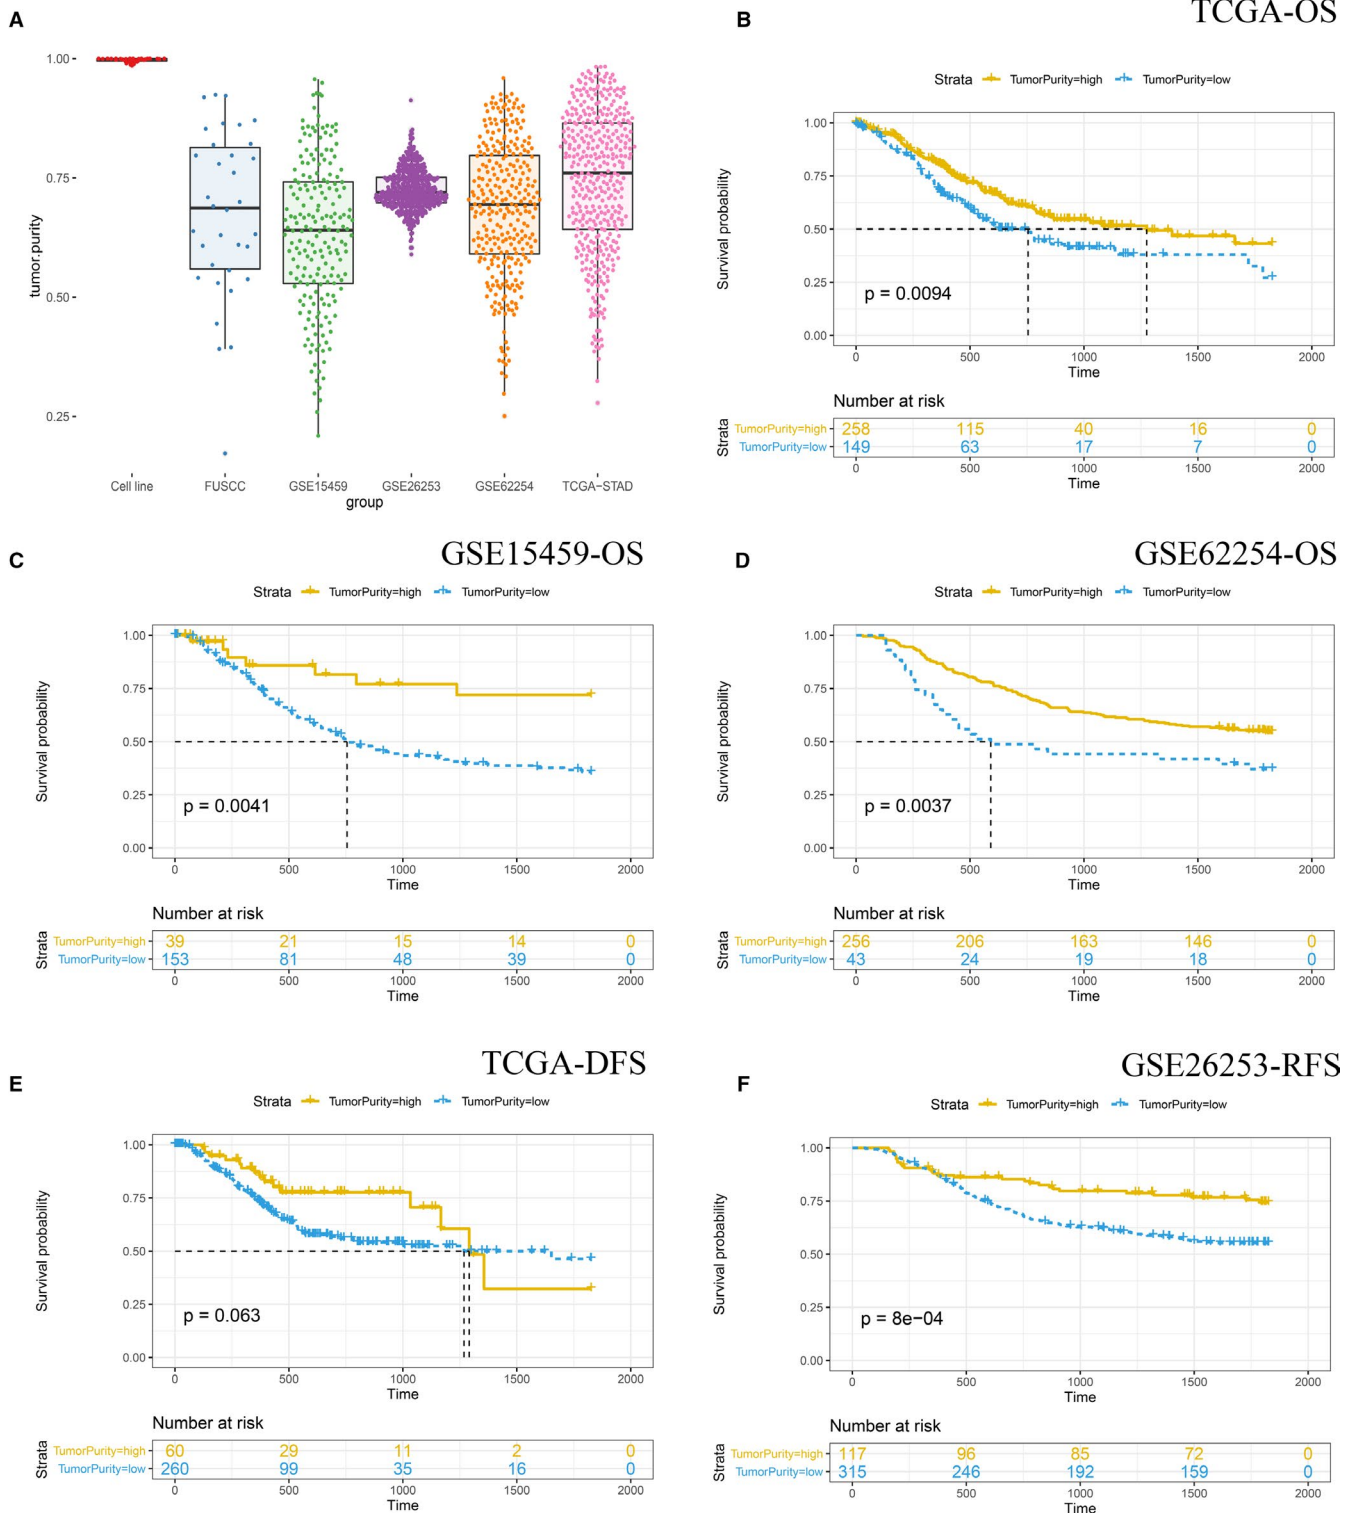 A
tumor.purity
1.00
0.75
0.50
0.25
Cell line FUSCC GSE15459 GSE26253 GSE62254 TCGA−STAD
group
B
TCGA-OS
Strata TumorPurity=high TumorPurity=low
Survival probability
1.00
0.75
0.50
0.25
0.00
p = 0.0094
0 500 1000 1500 2000
Time
Number at risk
Strata
TumorPurity=high 258 115 40 16 0
TumorPurity=low 149 63 17 7 0
0 500 1000 1500 2000
Time
C
GSE15459-OS
Strata TumorPurity=high TumorPurity=low
Survival probability
1.00
0.75
0.50
0.25
0.00
p = 0.0041
0 500 1000 1500 2000
Time
Number at risk
Strata
TumorPurity=high 39 21 15 14 0
TumorPurity=low 153 81 48 39 0
0 500 1000 1500 2000
Time
D
GSE62254-OS
Strata TumorPurity=high TumorPurity=low
Survival probability
1.00
0.75
0.50
0.25
0.00
p = 0.0037
0 500 1000 1500 2000
Time
Number at risk
Strata
TumorPurity=high 256 206 163 146 0
TumorPurity=low 43 24 19 18 0
0 500 1000 1500 2000
Time
E
TCGA-DFS
Strata TumorPurity=high TumorPurity=low
Survival probability
1.00
0.75
0.50
0.25
0.00
p = 0.063
0 500 1000 1500 2000
Time
Number at risk
Strata
TumorPurity=high 60 29 11 2 0
TumorPurity=low 260 99 35 16 0
0 500 1000 1500 2000
Time
F
GSE26253-RFS
Strata TumorPurity=high TumorPurity=low
Survival probability
1.00
0.75
0.50
0.25
0.00
p = 8e−04
0 500 1000 1500 2000
Time
Number at risk
Strata
TumorPurity=high 117 96 85 72 0
TumorPurity=low 315 246 192 159 0
0 500 1000 1500 2000
Time